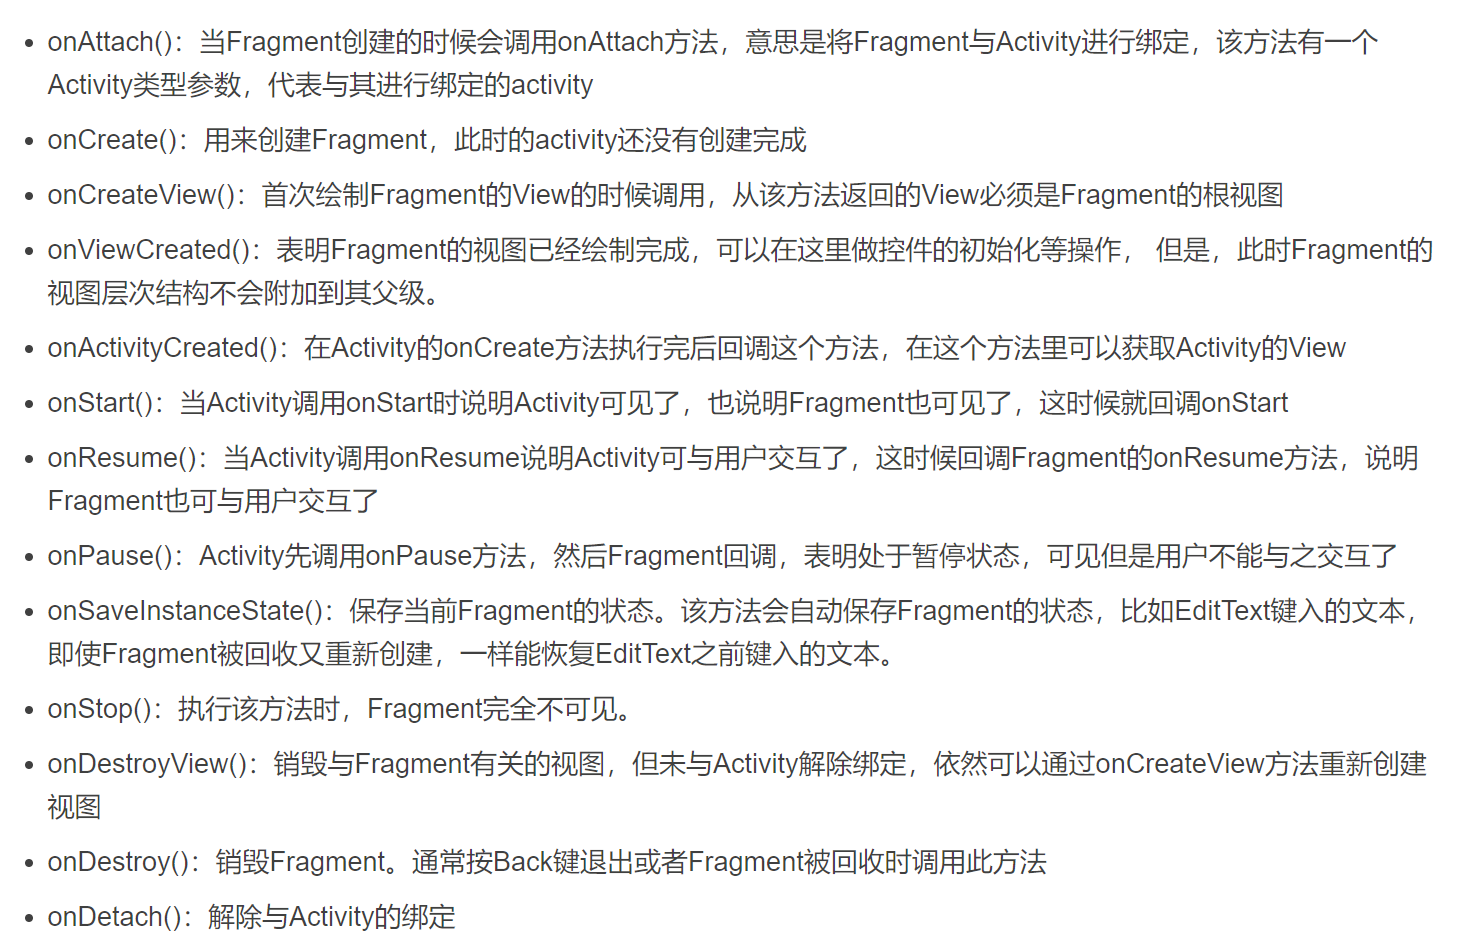 • onAttach()：当Fragment创建的时候会调用onAttach方法，意思是将Fragment与Activity进行绑定，该方法有一个
Activity类型参数，代表与其进行绑定的activity
• onCreate()：用来创建Fragment，此时的activity还没有创建完成
• onCreateView()：首次绘制Fragment的View的时候调用，从该方法返回的View必须是Fragment的根视图
• onViewCreated()：表明Fragment的视图已经绘制完成，可以在这里做控件的初始化等操作， 但是，此时Fragment的
视图层次结构不会附加到其父级。
• onActivityCreated()：在Activity的onCreate方法执行完后回调这个方法，在这个方法里可以获取Activity的View
• onStart()：当Activity调用onStart时说明Activity可见了，也说明Fragment也可见了，这时候就回调onStart
• onResume()：当Activity调用onResume说明Activity可与用户交互了，这时候回调Fragment的onResume方法，说明
Fragment也可与用户交互了
• onPause()：Activity先调用onPause方法，然后Fragment回调，表明处于暂停状态，可见但是用户不能与之交互了
• onSaveInstanceState()：保存当前Fragment的状态。该方法会自动保存Fragment的状态，比如EditText键入的文本，
即使Fragment被回收又重新创建，一样能恢复EditText之前键入的文本。
• onStop()：执行该方法时，Fragment完全不可见。
• onDestroyView()：销毁与Fragment有关的视图，但未与Activity解除绑定，依然可以通过onCreateView方法重新创建
视图
• onDestroy()：销毁Fragment。通常按Back键退出或者Fragment被回收时调用此方法
• onDetach()：解除与Activity的绑定